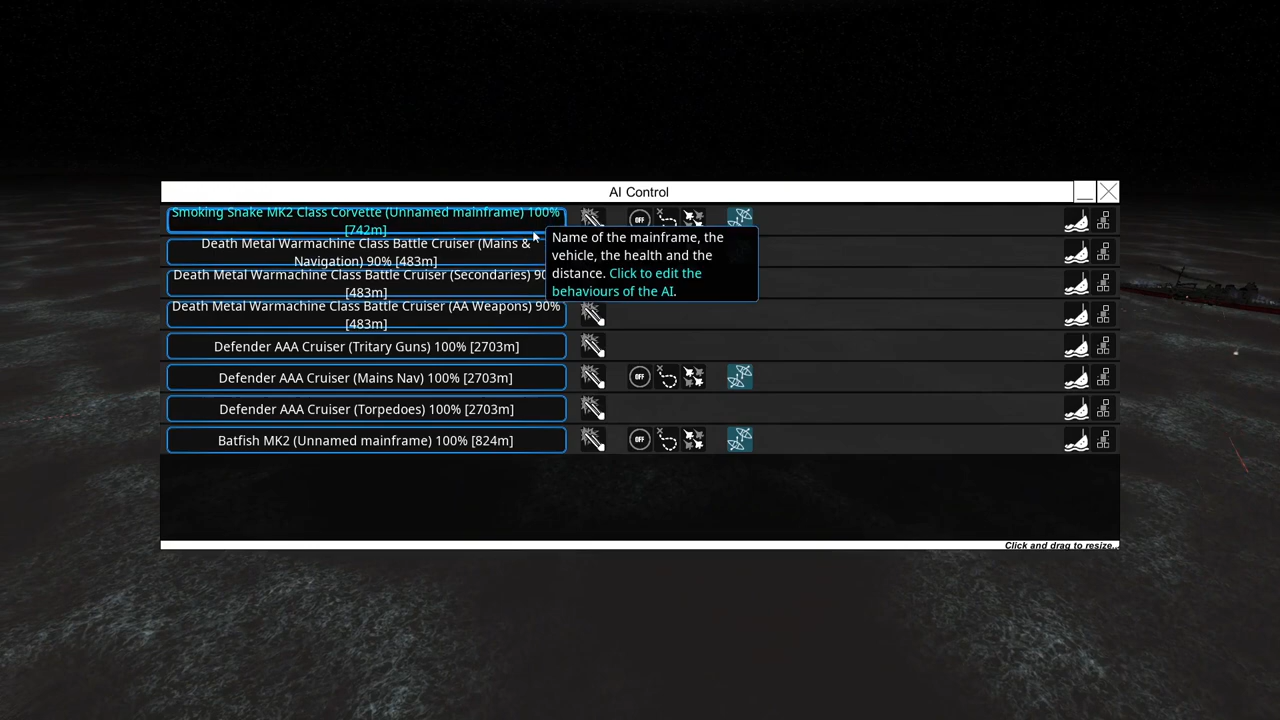 AI Control
Smoking Snake MK2 Class Corvette (Unnamed mainframe) 100%
[742m]
OFF
Name of the mainframe, the
vehicle, the health and the
distance. Click to edit the
behaviours of the AI.
Death Metal Warmachine Class Battle Cruiser (Mains &
Navigation) 90% [483m]
Death Metal Warmachine Class Battle Cruiser (Secondaries) 90
[483m]
Death Metal Warmachine Class Battle Cruiser (AA Weapons) 90%
[483m]
Defender AAA Cruiser (Tritary Guns) 100% [2703m]
Defender AAA Cruiser (Mains Nav) 100% [2703m]
OFF
Defender AAA Cruiser (Torpedoes) 100% [2703m]
Batfish MK2 (Unnamed mainframe) 100% [824m]
OFF
Click and drag to resize...